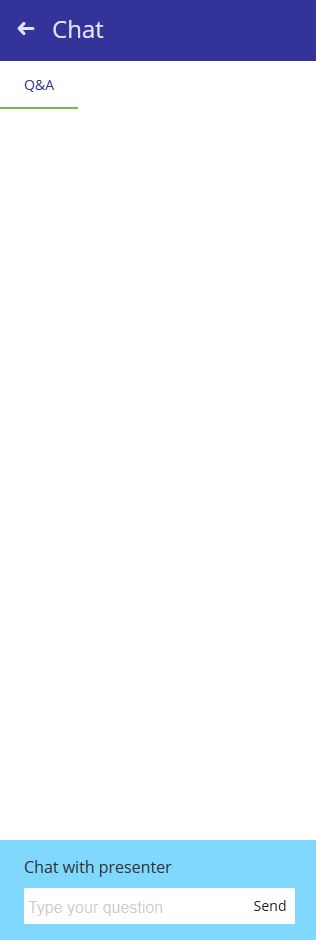 Chat
Q&A
Chat with presenter
Type your question
Send